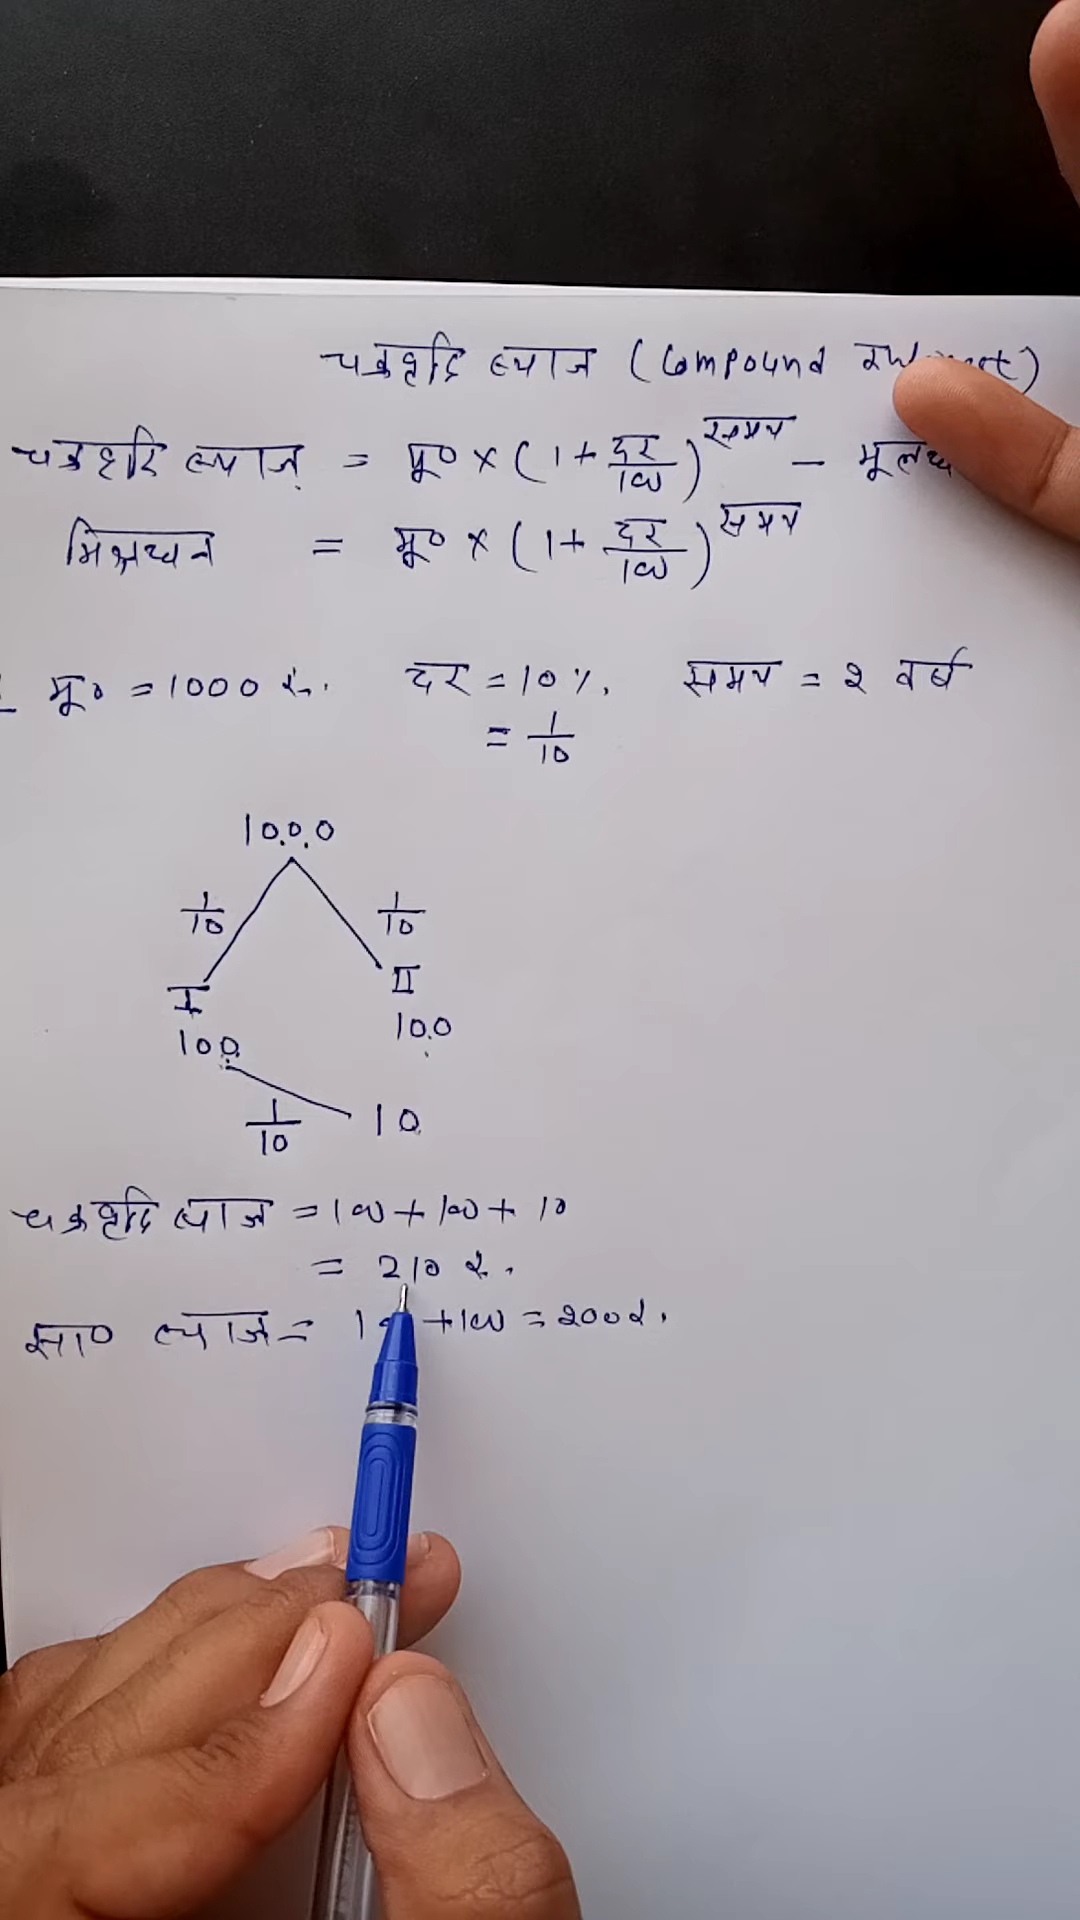 चक्रवृद्धि ब्याज (Compound
चक्रवृद्धि ब्याज = मू० × (1 + दर/100)^समय −
मिश्रधन = मू० × (1 + दर/100)^समय
मू० = 1000 रु. दर = 10%. समय = 2 वर्ष
= 1/10
1000
1/10 1/10
I II
100 100
1/10 10
चक्रवृद्धि ब्याज = 100 + 100 + 10
= 210 रु.
सा० ब्याज = + 100 = 200 रु.